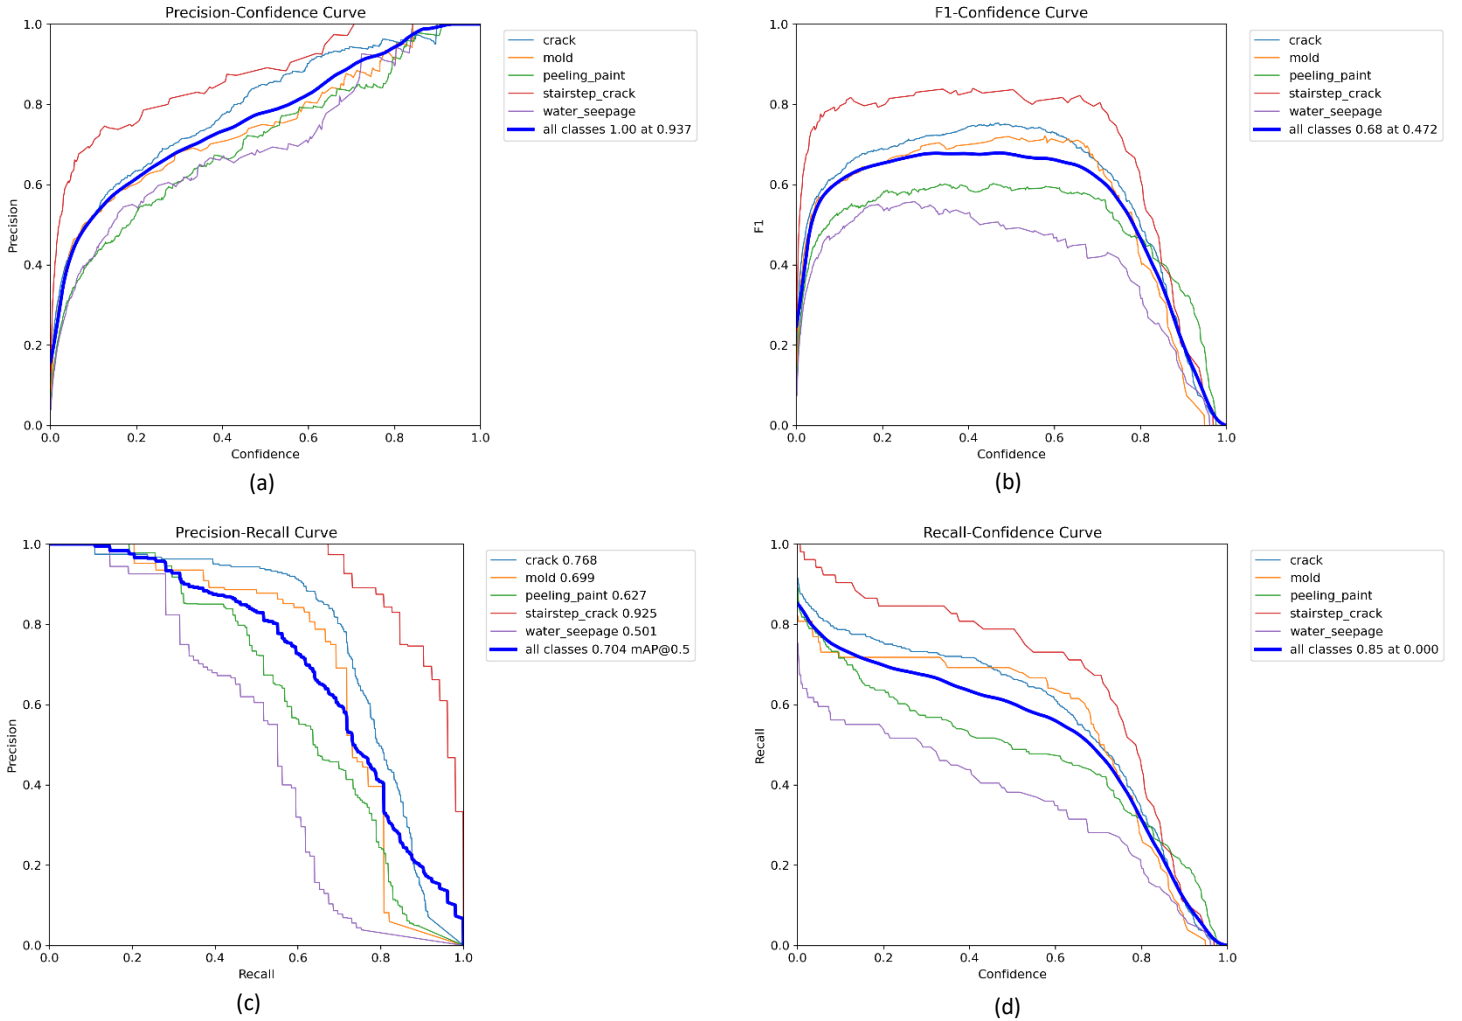 Precision-Confidence Curve
1.0
0.8
0.6
0.4
0.2
0.0
Precision
0.0 0.2 0.4 0.6 0.8 1.0
Confidence
crack
mold
peeling_paint
stairstep_crack
water_seepage
all classes 1.00 at 0.937
(a)
F1-Confidence Curve
1.0
0.8
0.6
0.4
0.2
0.0
F1
0.0 0.2 0.4 0.6 0.8 1.0
Confidence
crack
mold
peeling_paint
stairstep_crack
water_seepage
all classes 0.68 at 0.472
(b)
Precision-Recall Curve
1.0
0.8
0.6
0.4
0.2
0.0
Precision
0.0 0.2 0.4 0.6 0.8 1.0
Recall
crack 0.768
mold 0.699
peeling_paint 0.627
stairstep_crack 0.925
water_seepage 0.501
all classes 0.704 mAP@0.5
(c)
Recall-Confidence Curve
1.0
0.8
0.6
0.4
0.2
0.0
Recall
0.0 0.2 0.4 0.6 0.8 1.0
Confidence
crack
mold
peeling_paint
stairstep_crack
water_seepage
all classes 0.85 at 0.000
(d)